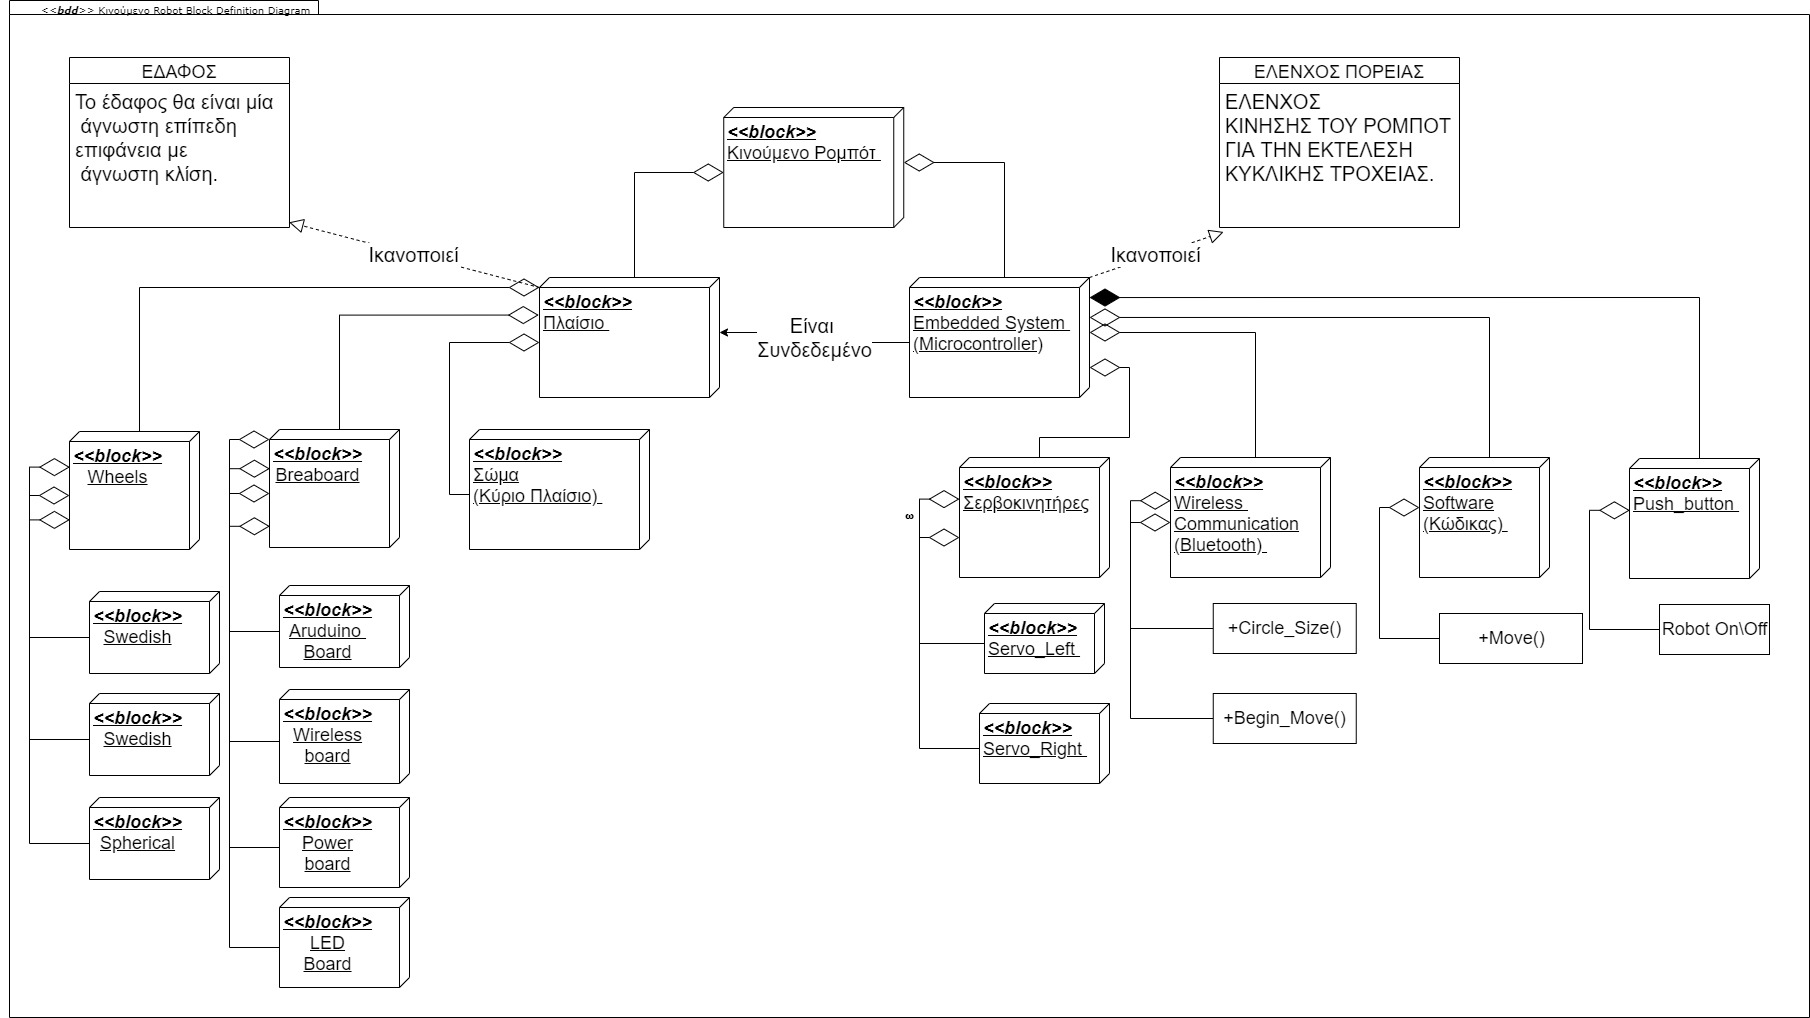 <<bdd>> Κινούμενο Robot Block Definition Diagram
ΕΔΑΦΟΣ
Το έδαφος θα είναι μία
άγνωστη επίπεδη
επιφάνεια με
άγνωστη κλίση.
ΕΛΕΝΧΟΣ ΠΟΡΕΙΑΣ
ΕΛΕΝΧΟΣ
ΚΙΝΗΣΗΣ ΤΟΥ ΡΟΜΠΟΤ
ΓΙΑ ΤΗΝ ΕΚΤΕΛΕΣΗ
ΚΥΚΛΙΚΗΣ ΤΡΟΧΕΙΑΣ.
<<block>>
Κινούμενο Ρομπότ
Ικανοποιεί
Ικανοποιεί
<<block>>
Πλαίσιο
Είναι
Συνδεδεμένο
<<block>>
Embedded System
(Microcontroller)
<<block>>
Wheels
<<block>>
Breaboard
<<block>>
Σώμα
(Κύριο Πλαίσιο)
<<block>>
Σερβοκινητήρες
<<block>>
Wireless
Communication
(Bluetooth)
<<block>>
Software
(Κώδικας)
<<block>>
Push_button
ω
<<block>>
Swedish
<<block>>
Swedish
<<block>>
Spherical
<<block>>
Aruduino
Board
<<block>>
Wireless
board
<<block>>
Power
board
<<block>>
LED
Board
<<block>>
Servo_Left
<<block>>
Servo_Right
+Circle_Size()
+Begin_Move()
+Move()
Robot On\Off